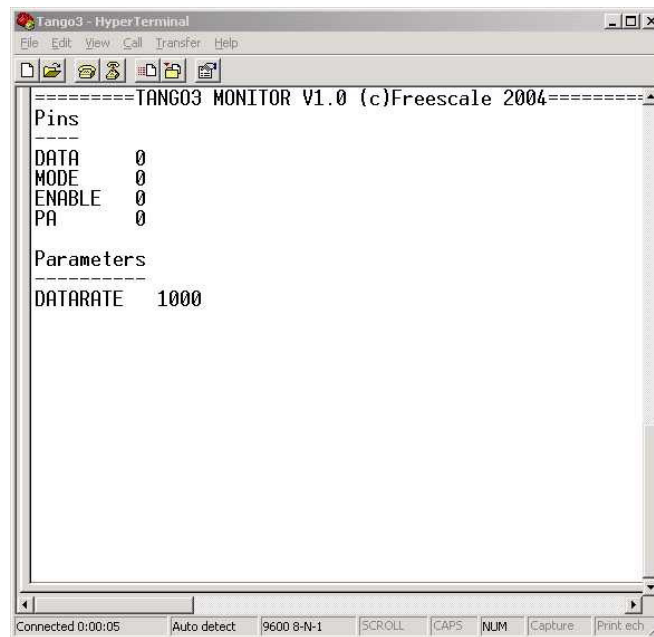 Tango3 - HyperTerminal
File Edit View Call Transfer Help
=========TANGO3 MONITOR V1.0 (c)Freescale 2004=========
Pins
----
DATA 0
MODE 0
ENABLE 0
PA 0
Parameters
----------
DATARATE 1000
Connected 0:00:05 Auto detect 9600 8-N-1 SCROLL CAPS NUM Capture Print ech